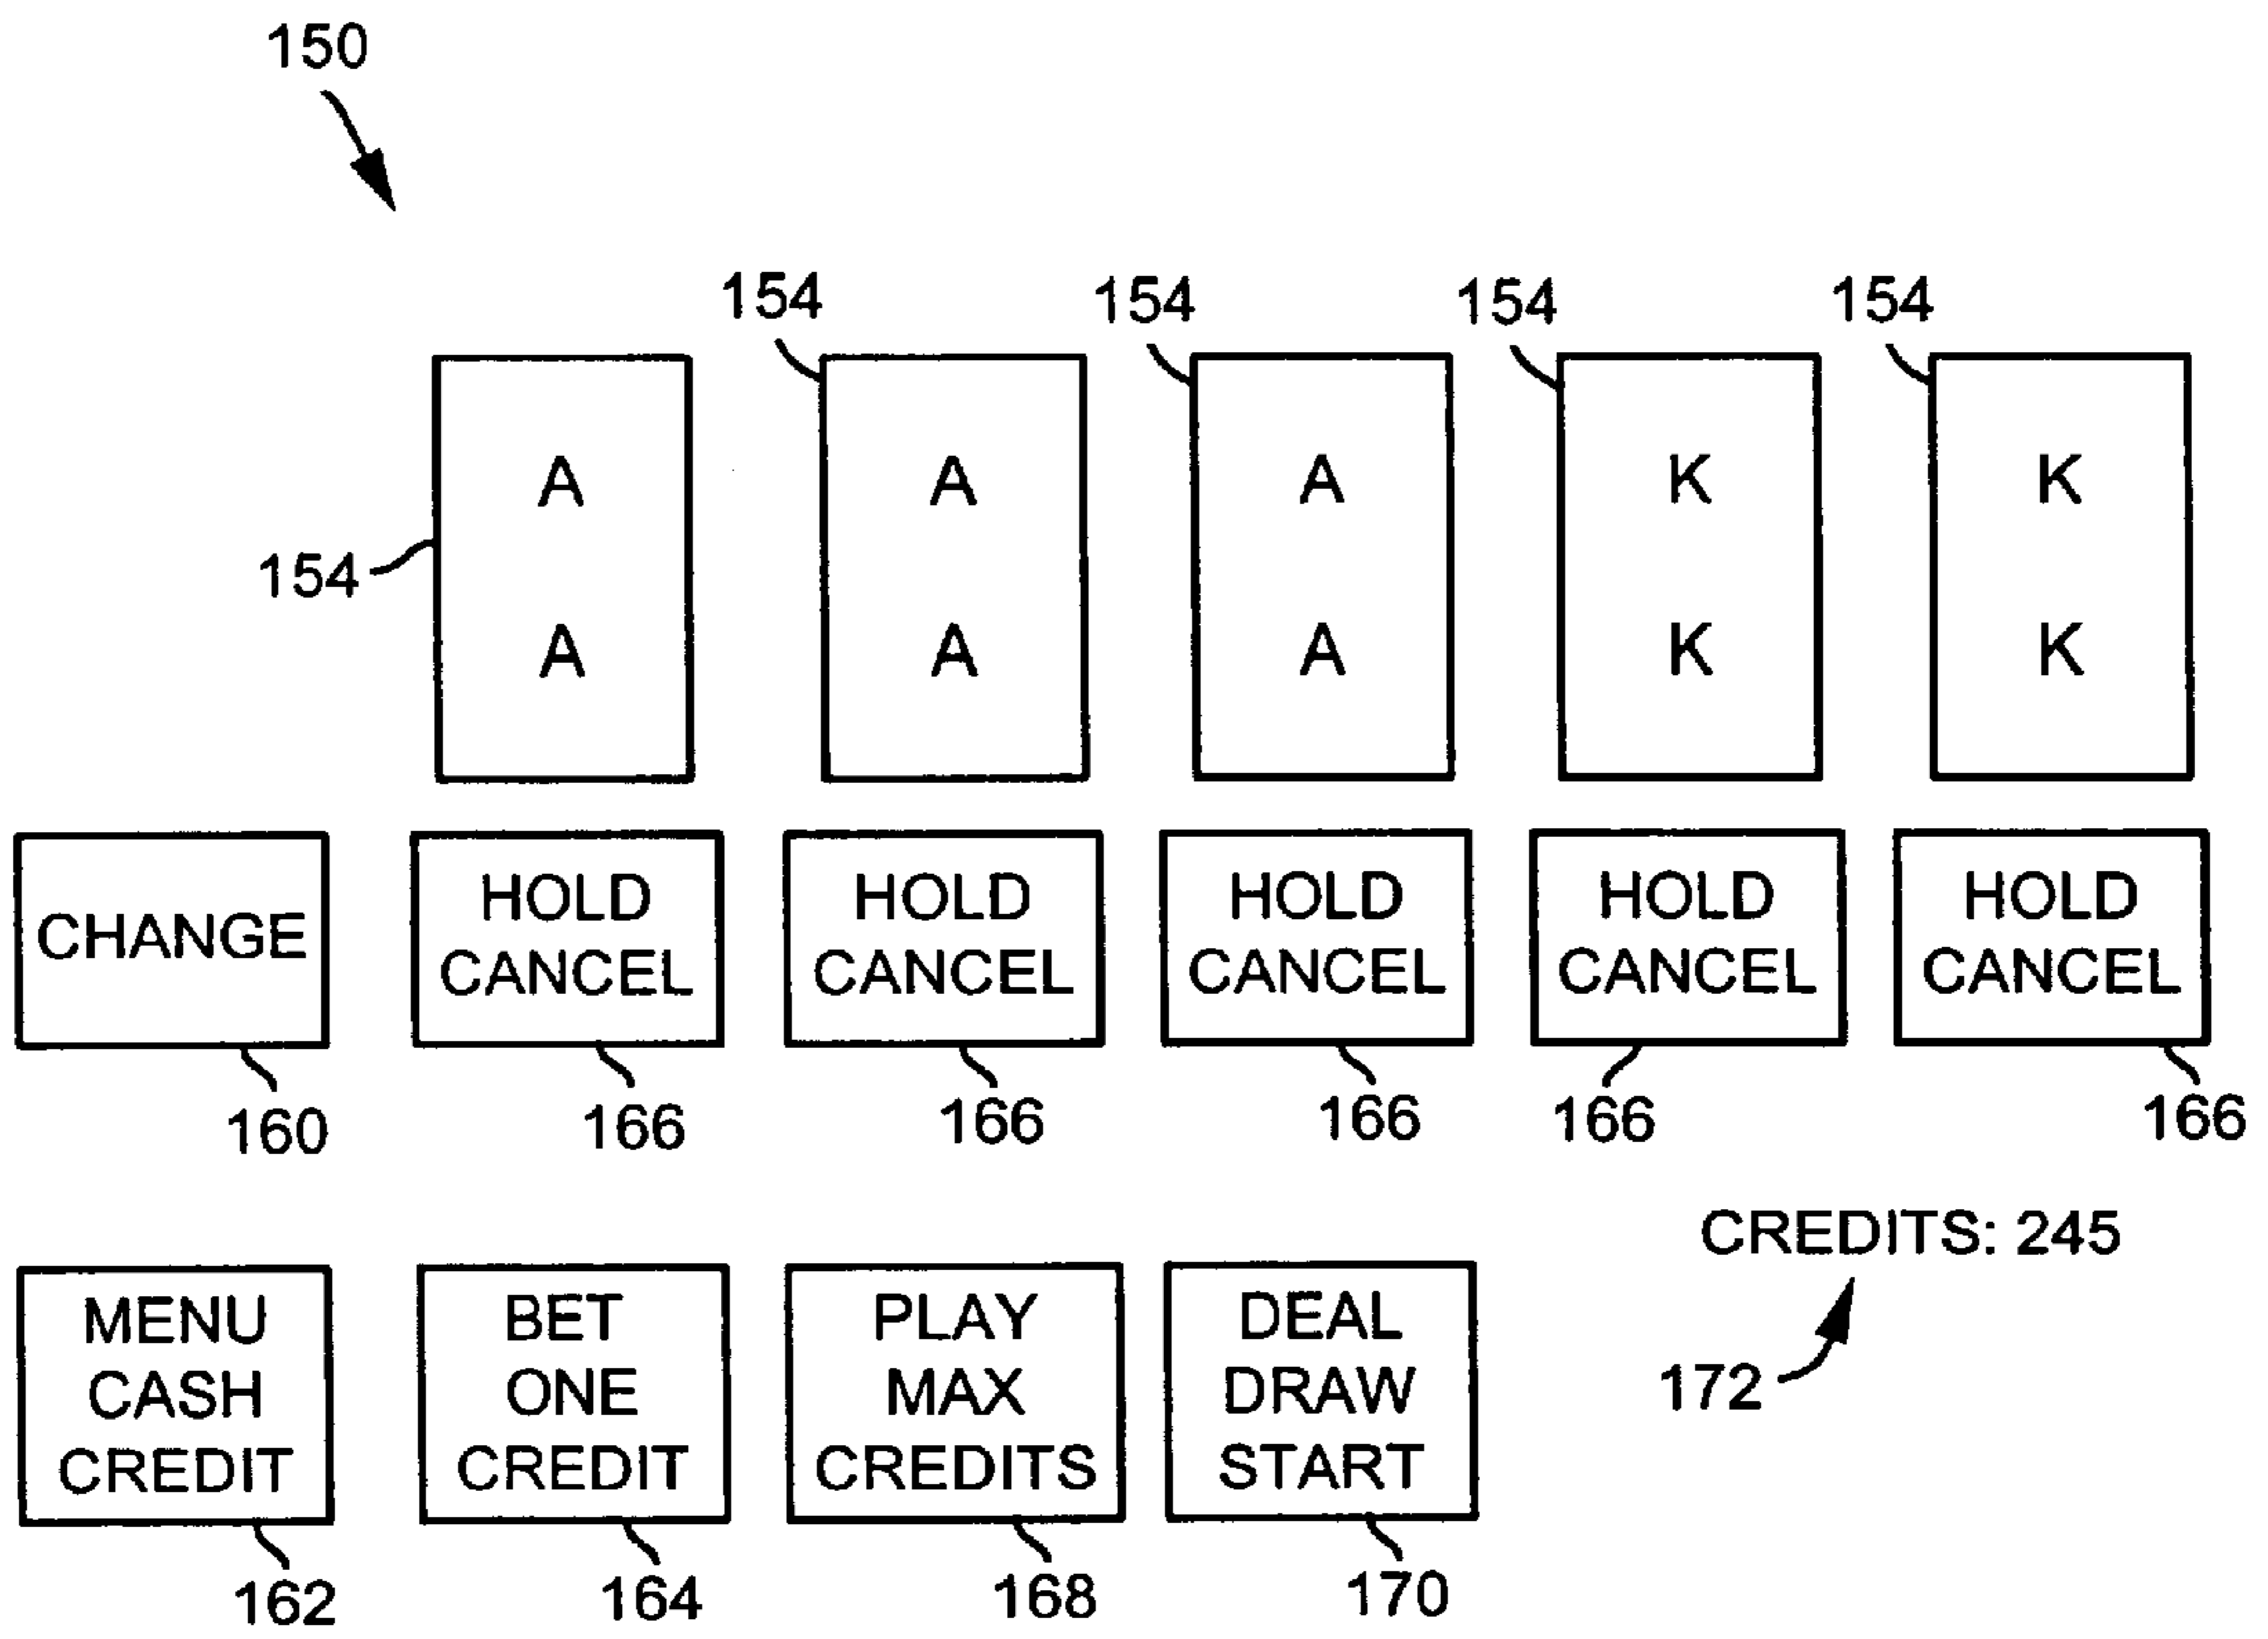 150
154 154 154 154
A A A K K
154
A A A K K
CHANGE
HOLD CANCEL
HOLD CANCEL
HOLD CANCEL
HOLD CANCEL
HOLD CANCEL
160 166 166 166 166 166
CREDITS: 245
MENU
CASH
CREDIT
BET
ONE
CREDIT
PLAY
MAX
CREDITS
DEAL
DRAW
START
172
162 164 168 170